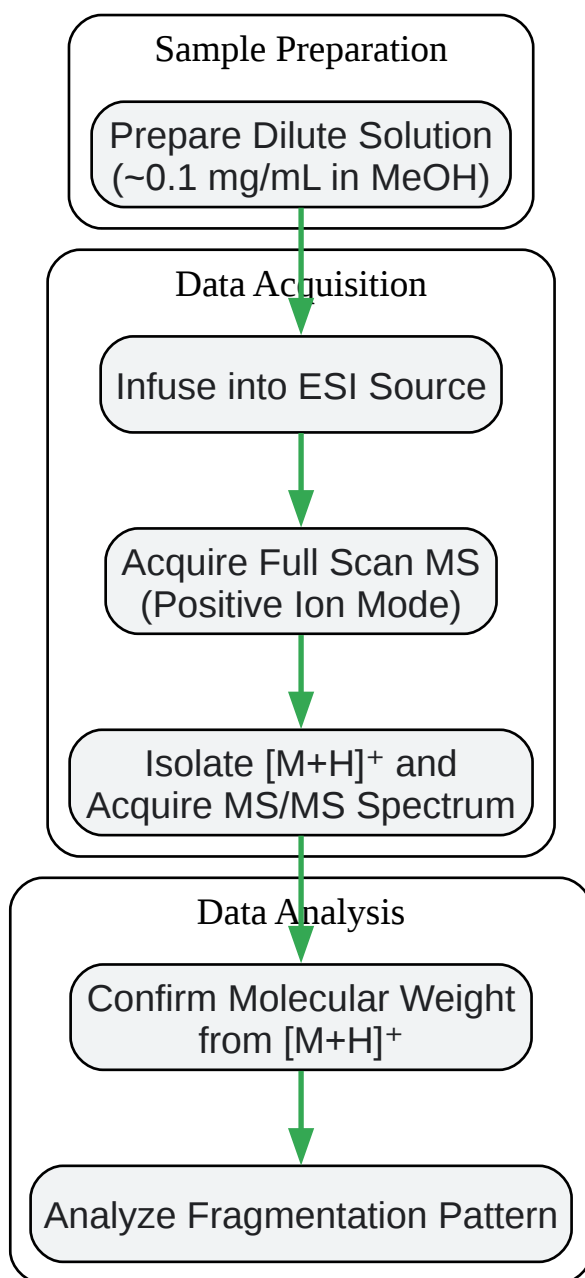 Sample Preparation
Prepare Dilute Solution
(~0.1 mg/mL in MeOH)
Data Acquisition
Infuse into ESI Source
Acquire Full Scan MS
(Positive Ion Mode)
Isolate [M+H]⁺ and
Acquire MS/MS Spectrum
Data Analysis
Confirm Molecular Weight
from [M+H]⁺
Analyze Fragmentation Pattern